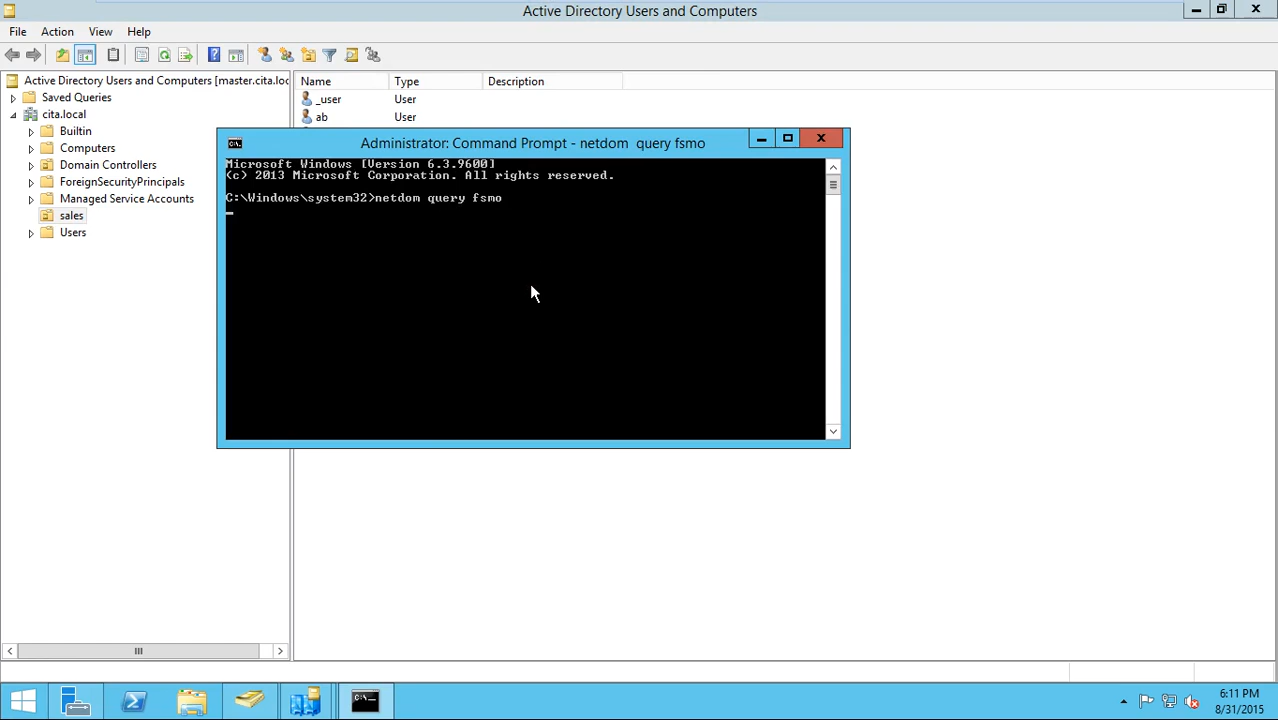 Active Directory Users and Computers
File Action View Help
Active Directory Users and Computers [master.cita.loc
Saved Queries
cita.local
Builtin
Computers
Domain Controllers
ForeignSecurityPrincipals
Managed Service Accounts
sales
Users
Name Type Description
_user User
ab User
Administrator: Command Prompt - netdom  query fsmo
Microsoft Windows [Version 6.3.9600]
(c) 2013 Microsoft Corporation. All rights reserved.
C:\Windows\system32>netdom query fsmo
6:11 PM
8/31/2015